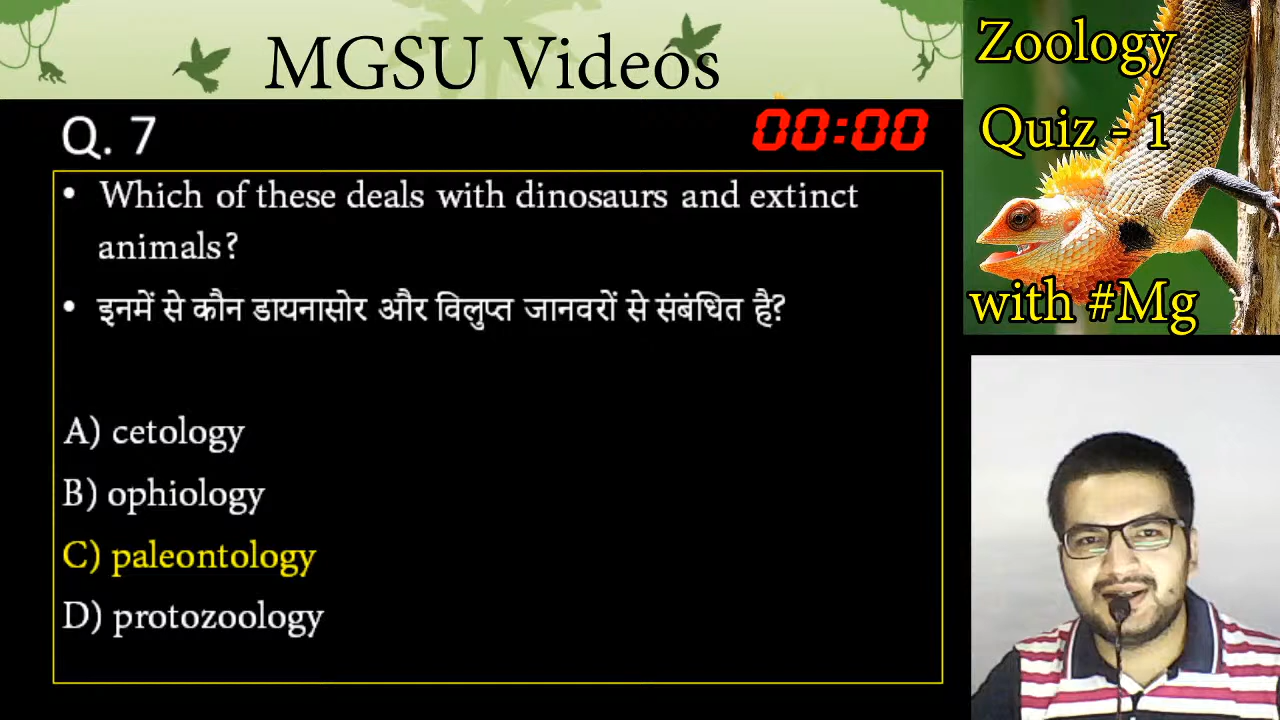 MGSU Videos
Q. 7
00:00
• Which of these deals with dinosaurs and extinct
animals?
• इनमें से कौन डायनासोर और विलुप्त जानवरों से संबंधित है?
A) cetology
B) ophiology
C) paleontology
D) protozoology
Zoology
Quiz - 1
with #Mg